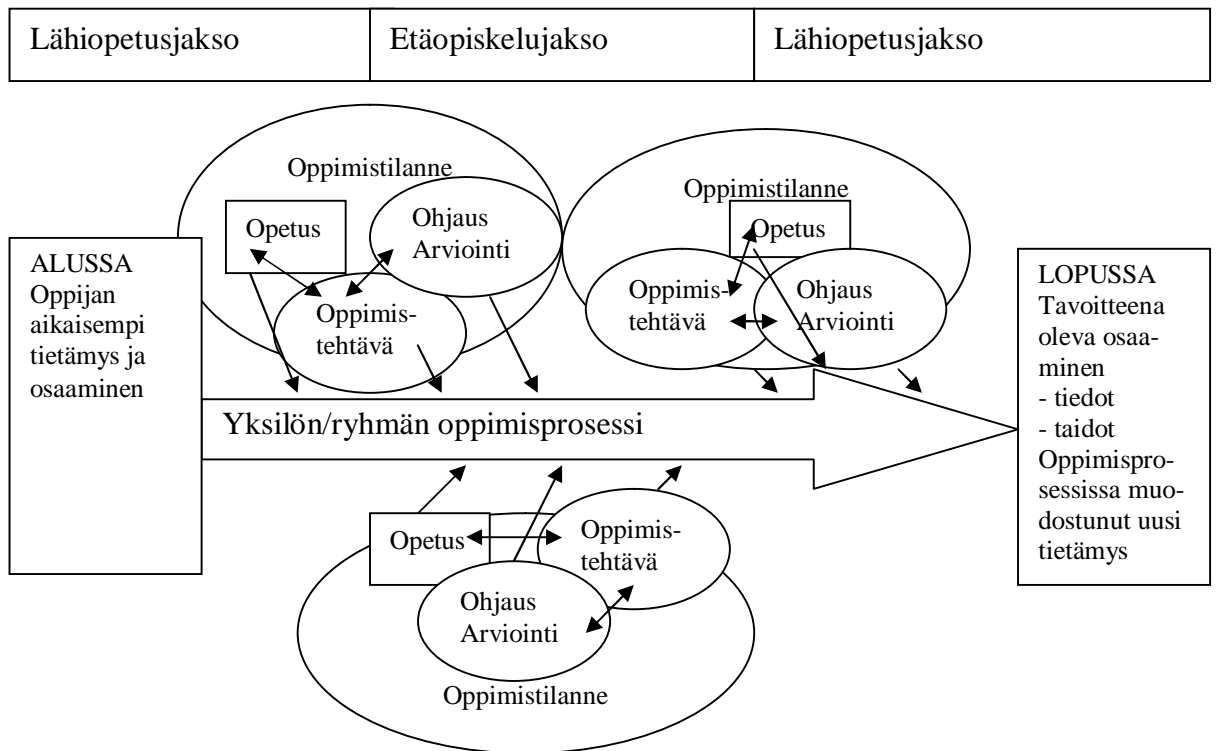 Lähiopetusjakso
Etäopiskelujakso
Lähiopetusjakso
Oppimistilanne
Opetus
Ohjaus
Arviointi
Oppimis-
tehtävä
Oppimistilanne
Opetus
Oppimis-
tehtävä
Ohjaus
Arviointi
ALUSSA
Oppijan
aikaisempi
tietämys ja
osaaminen
Yksilön/ryhmän oppimisprosessi
LOPUSSA
Tavoitteena
oleva osaa-
minen
- tiedot
- taidot
Oppimispro-
sessissa muo-
dostunut uusi
tietämys
Opetus
Oppimis-
tehtävä
Ohjaus
Arviointi
Oppimistilanne